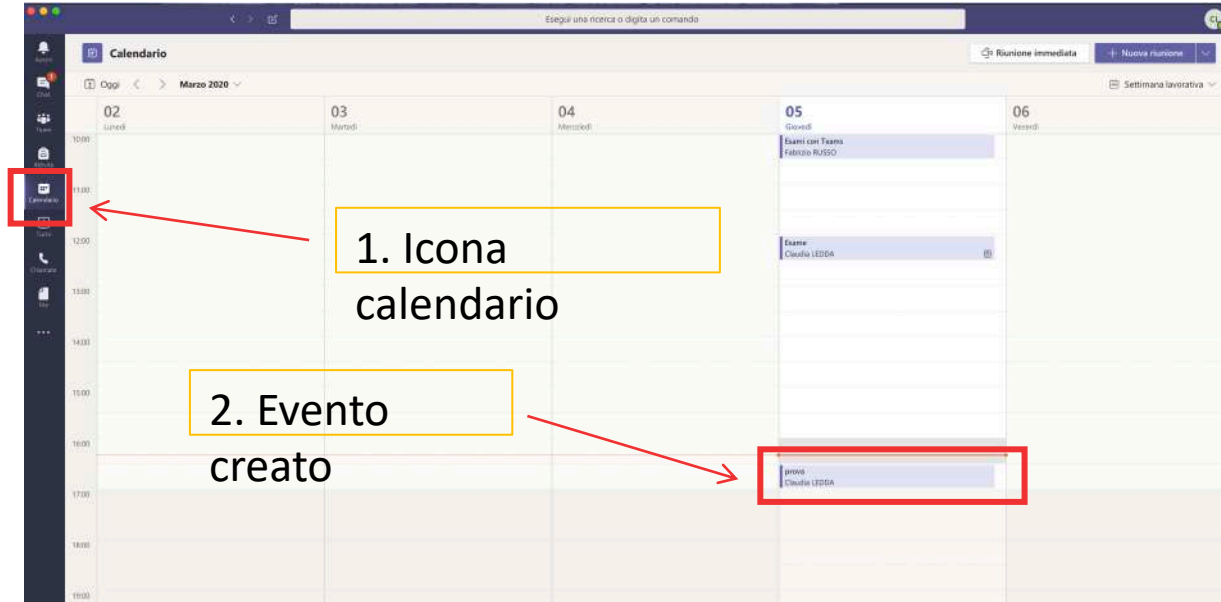 Esegui una ricerca o digita un comando
CL
Calendario
Riunione immediata
+ Nuova riunione
Oggi
Marzo 2020
Settimana lavorativa
02
Lunedì
03
Martedì
04
Mercoledì
05
Giovedì
06
Venerdì
Chat
Team
Attività
Calendario
Chiamate
File
10:00
11:00
12:00
13:00
14:00
15:00
16:00
17:00
18:00
19:00
Esami con Teams
Fabrizio RUSSO
Esame
Claudia LEDDA
prova
Claudia LEDDA
1. Icona
calendario
2. Evento
creato